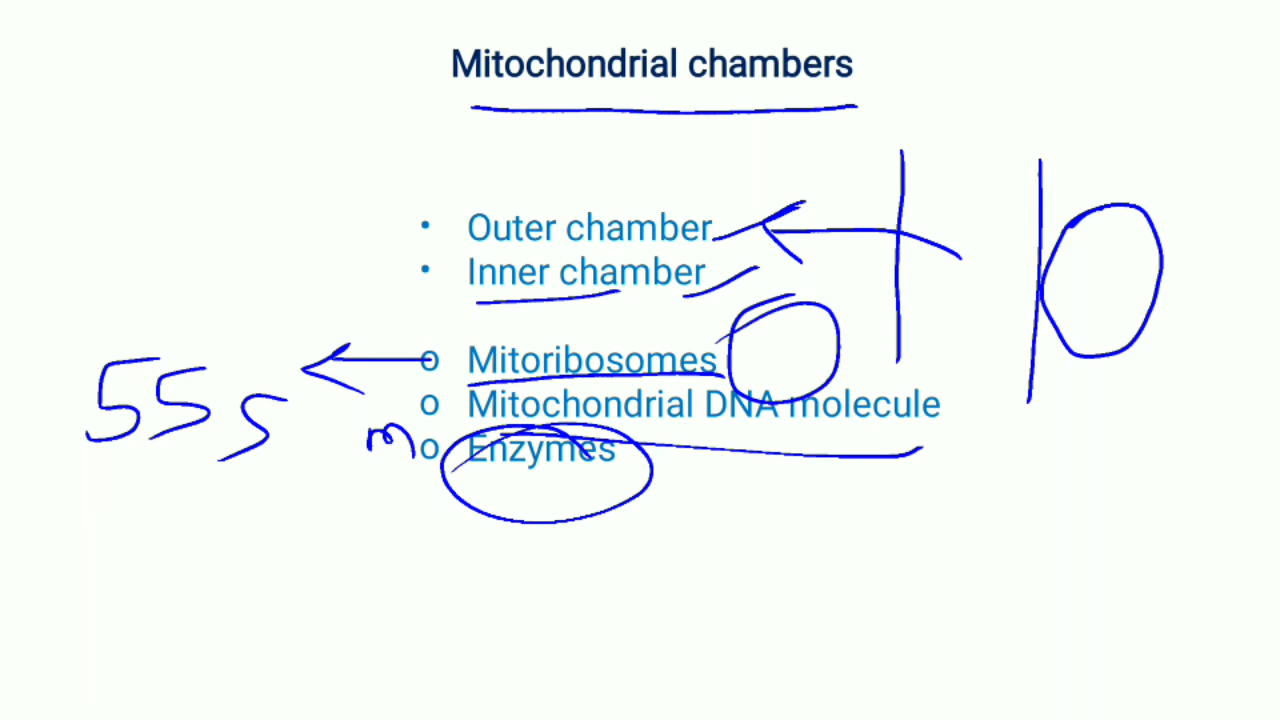 Mitochondrial chambers
• Outer chamber
• Inner chamber
o Mitoribosomes
55s
o Mitochondrial DNA molecule
m
o Enzymes